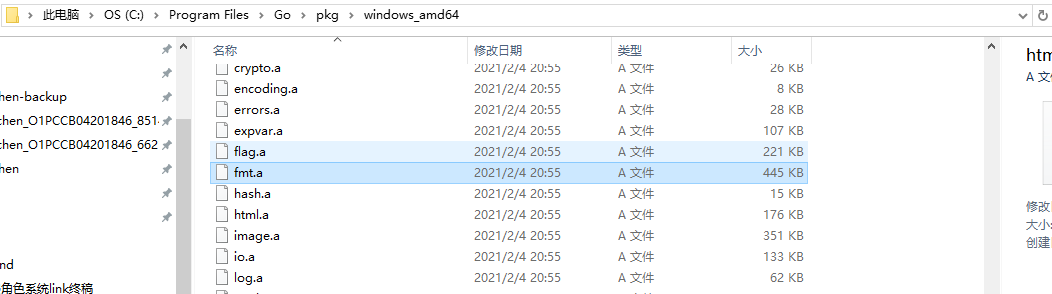 此电脑 > OS (C:) > Program Files > Go > pkg > windows_amd64
名称 修改日期 类型 大小
crypto.a 2021/2/4 20:55 A 文件 26 KB
encoding.a 2021/2/4 20:55 A 文件 8 KB
errors.a 2021/2/4 20:55 A 文件 28 KB
expvar.a 2021/2/4 20:55 A 文件 107 KB
flag.a 2021/2/4 20:55 A 文件 221 KB
fmt.a 2021/2/4 20:55 A 文件 445 KB
hash.a 2021/2/4 20:55 A 文件 15 KB
html.a 2021/2/4 20:55 A 文件 176 KB
image.a 2021/2/4 20:55 A 文件 351 KB
io.a 2021/2/4 20:55 A 文件 133 KB
log.a 2021/2/4 20:55 A 文件 62 KB
hen-backup
chen_O1PCCB04201846_851
chen_O1PCCB04201846_662
hen
nd
角色系统link终稿
htm
A 文
修改
大小:
创建